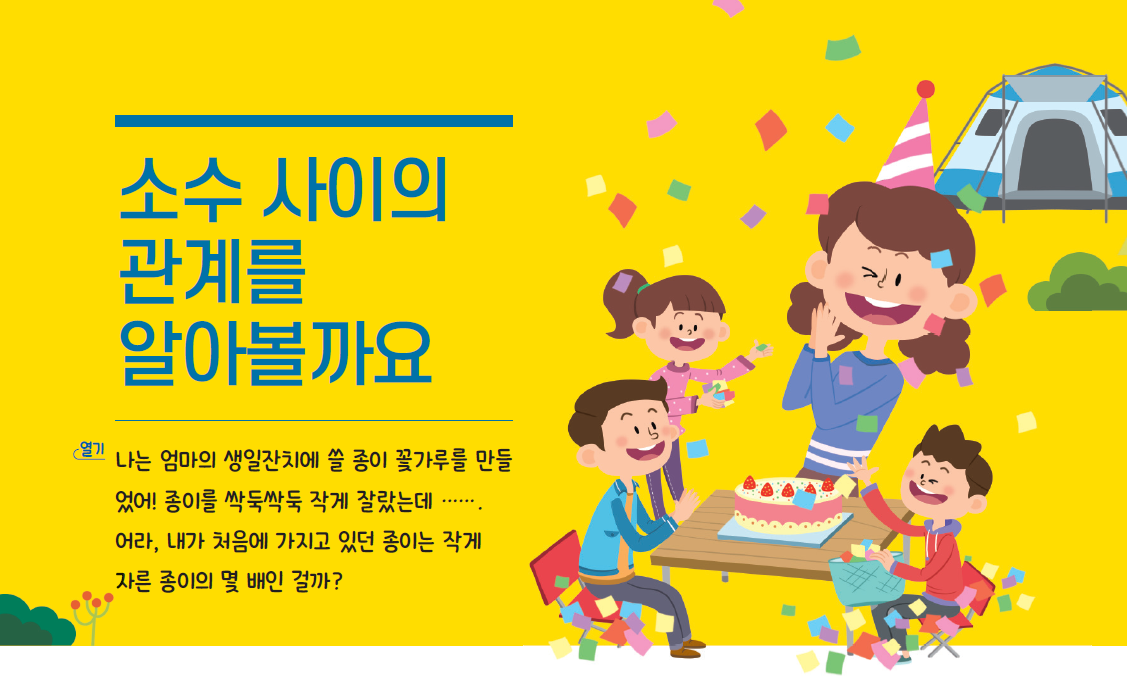 소수 사이의
관계를
알아볼까요
열기
나는 엄마의 생일잔치에 쓸 종이 꽃가루를 만들
었어! 종이를 싹둑싹둑 작게 잘랐는데 ……．
어라, 내가 처음에 가지고 있던 종이는 작게
자른 종이의 몇 배인 걸까?